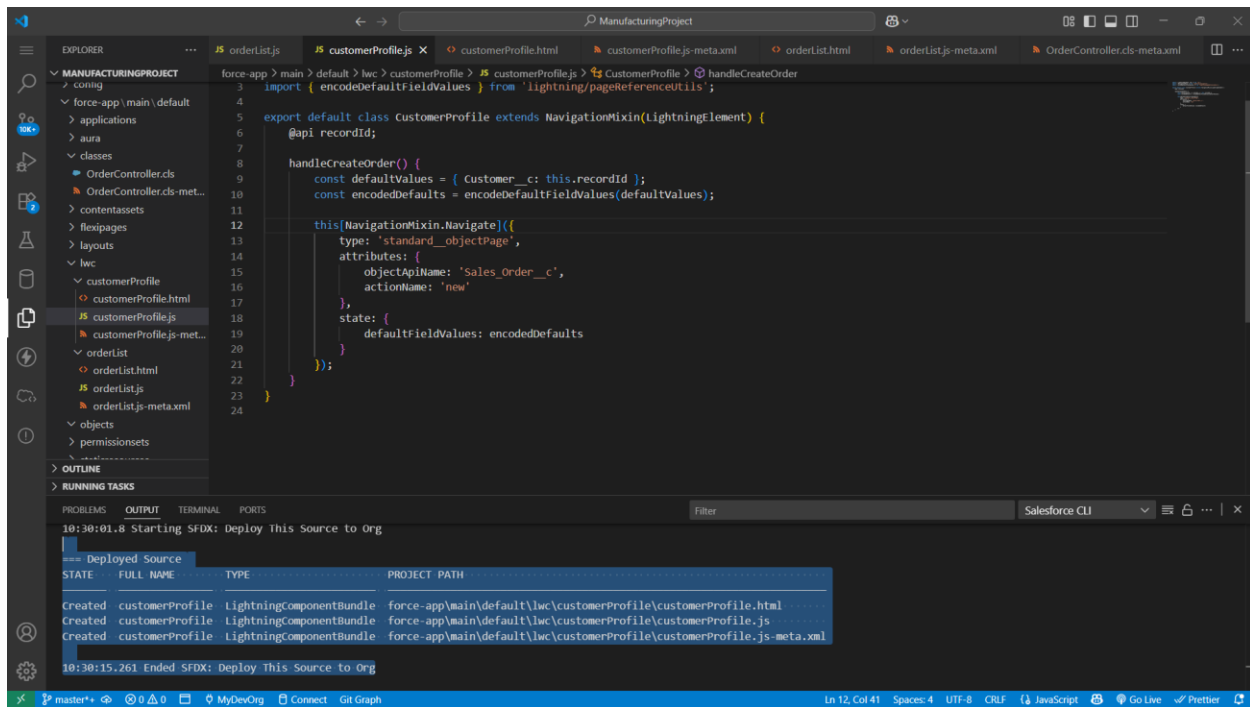 ManufacturingProject
EXPLORER
JS orderList.js
JS customerProfile.js
customerProfile.html
customerProfile.js-meta.xml
orderList.html
orderList.js-meta.xml
OrderController.cls-meta.xml
MANUFACTURINGPROJECT
force-app > main > default > lwc > customerProfile > JS customerProfile.js > CustomerProfile > handleCreateOrder
> config
force-app\main\default
> applications
> aura
classes
OrderController.cls
OrderController.cls-met...
> contentassets
> flexipages
> layouts
lwc
customerProfile
customerProfile.html
JS customerProfile.js
customerProfile.js-met...
orderList
orderList.html
JS orderList.js
orderList.js-meta.xml
objects
> permissionsets
> OUTLINE
> RUNNING TASKS
10K+
2
3 import { encodeDefaultFieldValues } from 'lightning/pageReferenceUtils';
4
5 export default class CustomerProfile extends NavigationMixin(LightningElement) {
6 @api recordId;
7
8 handleCreateOrder() {
9 const defaultValues = { Customer__c: this.recordId };
10 const encodedDefaults = encodeDefaultFieldValues(defaultValues);
11
12 this[NavigationMixin.Navigate]({
13 type: 'standard__objectPage',
14 attributes: {
15 objectApiName: 'Sales_Order__c',
16 actionName: 'new'
17 },
18 state: {
19 defaultFieldValues: encodedDefaults
20 }
21 });
22 }
23 }
24
PROBLEMS OUTPUT TERMINAL PORTS
Filter
Salesforce CLI
10:30:01.8 Starting SFDX: Deploy This Source to Org
=== Deployed Source
STATE FULL NAME TYPE PROJECT PATH
Created customerProfile LightningComponentBundle force-app\main\default\lwc\customerProfile\customerProfile.html
Created customerProfile LightningComponentBundle force-app\main\default\lwc\customerProfile\customerProfile.js
Created customerProfile LightningComponentBundle force-app\main\default\lwc\customerProfile\customerProfile.js-meta.xml
10:30:15.261 Ended SFDX: Deploy This Source to Org
master*+ 0 0 0 MyDevOrg Connect Git Graph
Ln 12, Col 41 Spaces: 4 UTF-8 CRLF JavaScript Go Live Prettier